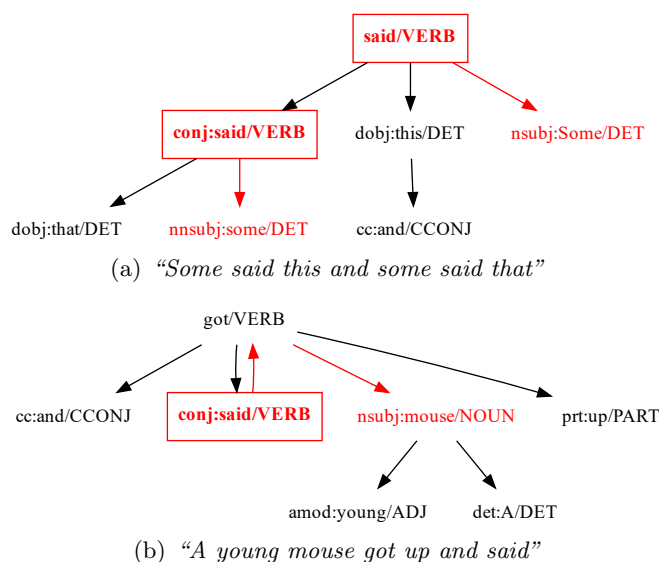 said/VERB
conj:said/VERB dobj:this/DET nsubj:Some/DET
dobj:that/DET nnsubj:some/DET cc:and/CCONJ
(a) "Some said this and some said that"
got/VERB
cc:and/CCONJ conj:said/VERB nsubj:mouse/NOUN prt:up/PART
amod:young/ADJ det:A/DET
(b) "A young mouse got up and said"